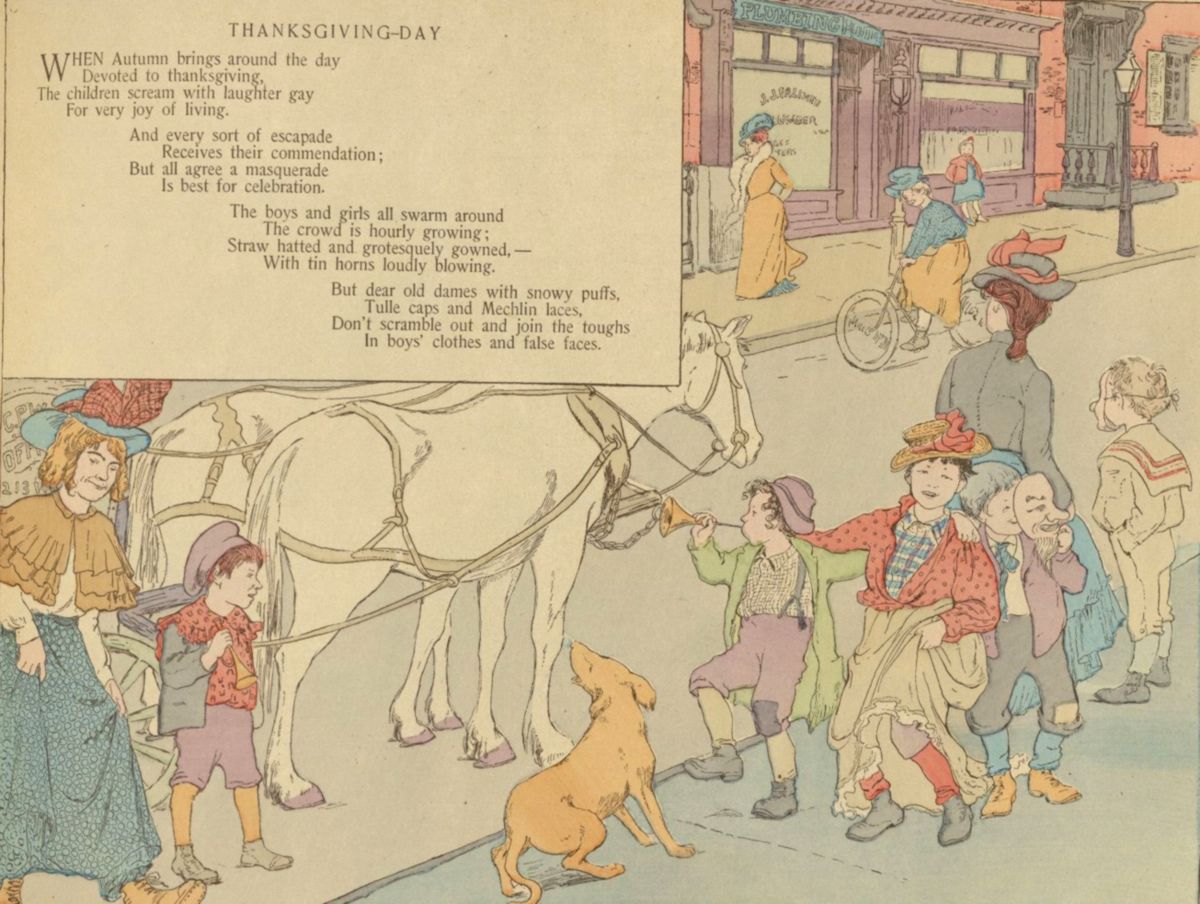 THANKSGIVING-DAY
WHEN Autumn brings around the day
Devoted to thanksgiving,
The children scream with laughter gay
For very joy of living.
And every sort of escapade
Receives their commendation;
But all agree a masquerade
Is best for celebration.
The boys and girls all swarm around
The crowd is hourly growing;
Straw hatted and grotesquely gowned,—
With tin horns loudly blowing.
But dear old dames with snowy puffs,
Tulle caps and Mechlin laces,
Don't scramble out and join the toughs
In boys' clothes and false faces.
PLUMBING